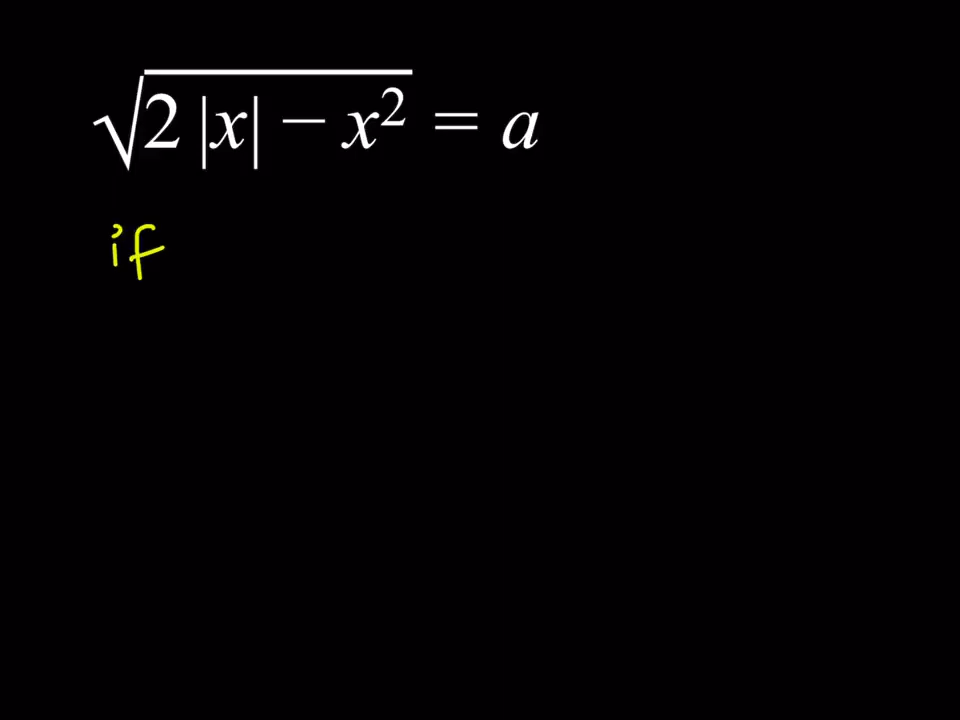 √2 |x| − x² = a
if